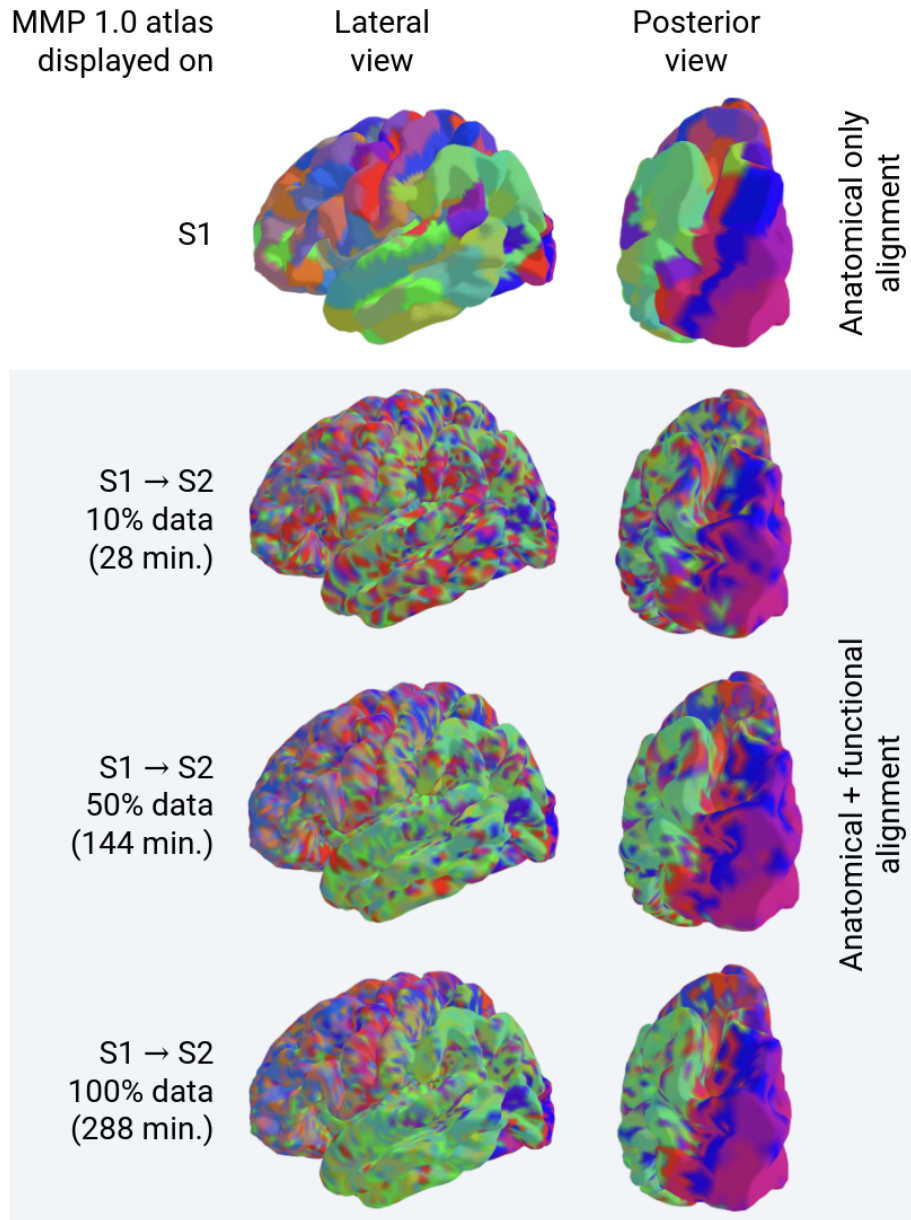 MMP 1.0 atlas
displayed on
Lateral
view
Posterior
view
S1
Anatomical only
alignment
S1 → S2
10% data
(28 min.)
S1 → S2
50% data
(144 min.)
S1 → S2
100% data
(288 min.)
Anatomical + functional
alignment